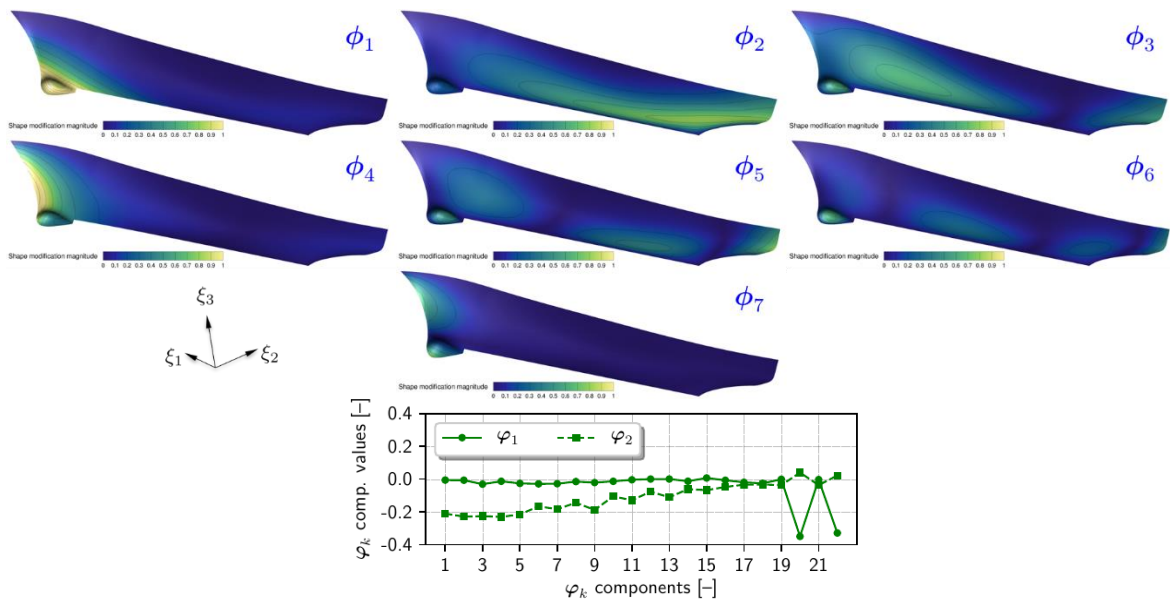 ϕ₁ ϕ₂ ϕ₃
Shape modification magnitude 0 0.1 0.2 0.3 0.4 0.5 0.6 0.7 0.8 0.9 1
Shape modification magnitude 0 0.1 0.2 0.3 0.4 0.5 0.6 0.7 0.8 0.9 1
Shape modification magnitude 0 0.1 0.2 0.3 0.4 0.5 0.6 0.7 0.8 0.9 1
ϕ₄ ϕ₅ ϕ₆
Shape modification magnitude 0 0.1 0.2 0.3 0.4 0.5 0.6 0.7 0.8 0.9 1
Shape modification magnitude 0 0.1 0.2 0.3 0.4 0.5 0.6 0.7 0.8 0.9 1
Shape modification magnitude 0 0.1 0.2 0.3 0.4 0.5 0.6 0.7 0.8 0.9 1
ξ₃
ξ₁ ξ₂
ϕ₇
Shape modification magnitude 0 0.1 0.2 0.3 0.4 0.5 0.6 0.7 0.8 0.9 1
φₖ comp. values [–]
0.4
0.2
0.0
-0.2
-0.4
φ₁ φ₂
1 3 5 7 9 11 13 15 17 19 21
φₖ components [–]